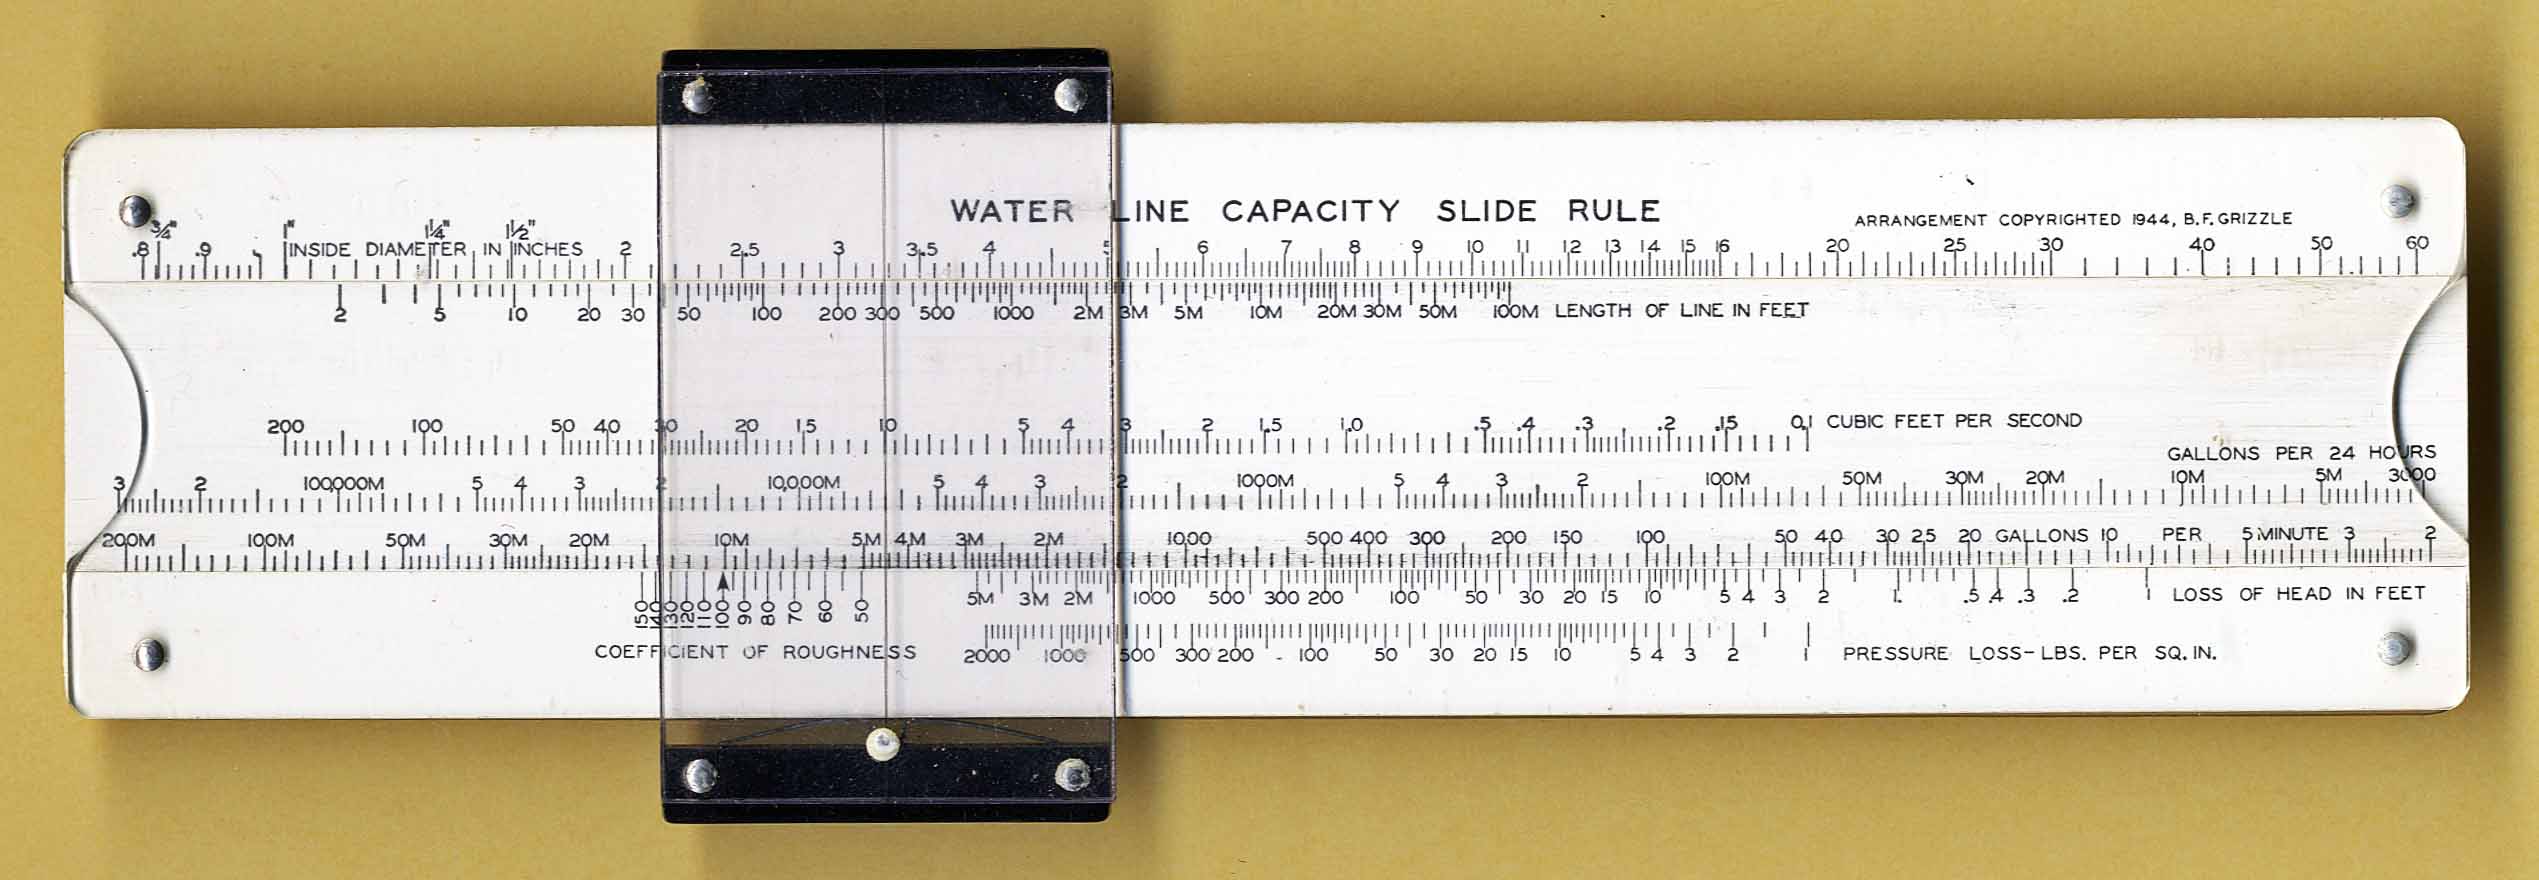 WATER LINE CAPACITY SLIDE RULE
ARRANGEMENT COPYRIGHTED 1944, B.F. GRIZZLE
3/4" 1" 1 1/4" 1 1/2"
.8 .9 INSIDE DIAMETER IN INCHES 2 2.5 3 3.5 4 5 6 7 8 9 10 11 12 13 14 15 16 20 25 30 40 50 60
2 5 10 20 30 50 100 200 300 500 1000 2M 3M 5M 10M 20M 30M 50M 100M LENGTH OF LINE IN FEET
200 100 50 40 30 20 1,5 10 5 4 3 2 1.5 1.0 .5 .4 .3 .2 .15 0.1 CUBIC FEET PER SECOND
GALLONS PER 24 HOURS
3 2 100,000M 5 4 3 2 10,000M 5 4 3 2 1000M 5 4 3 2 100M 50M 30M 20M 10M 5M 3000
200M 100M 50M 30M 20M 10M 5M 4M 3M 2M 1000 500 400 300 200 150 100 50 40 30 25 20 GALLONS 10 PER 5 MINUTE 3 2
150 140 130 120 110 100 90 80 70 60 50 5M 3M 2M 1000 500 300 200 100 50 30 20 15 10 5 4 3 2 1. .5 .4 .3 .2 .1 LOSS OF HEAD IN FEET
COEFFICIENT OF ROUGHNESS 2000 1000 500 300 200 100 50 30 20 15 10 5 4 3 2 1 PRESSURE LOSS-LBS. PER SQ. IN.